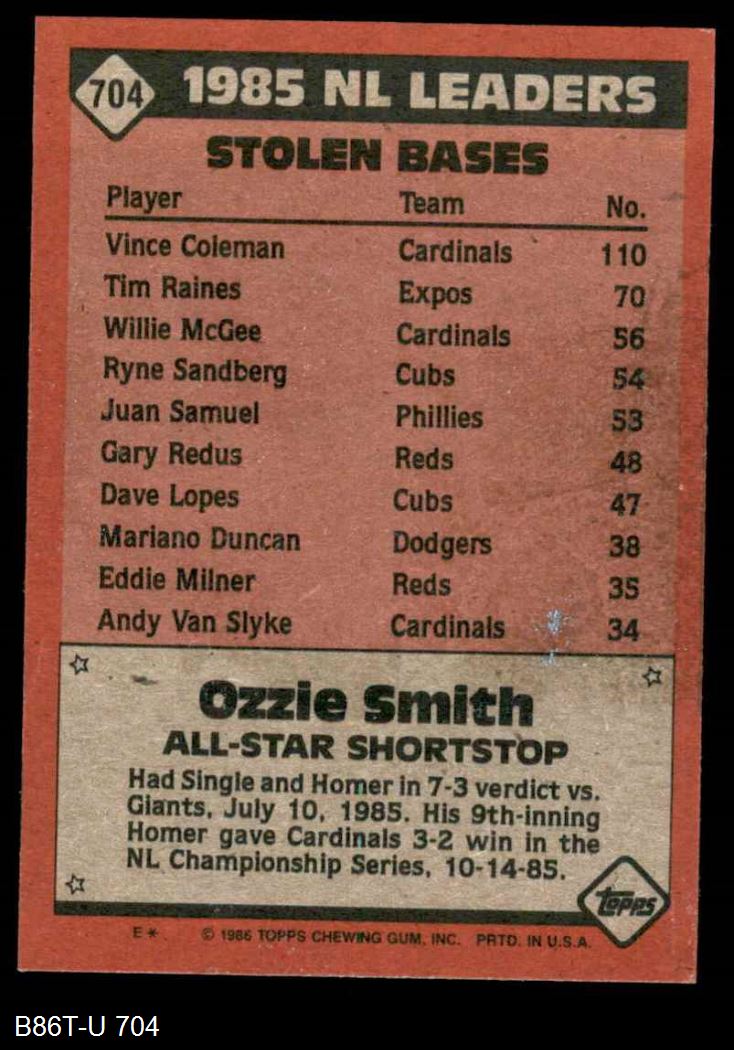 704 1985 NL LEADERS
STOLEN BASES
Player Team No.
Vince Coleman Cardinals 110
Tim Raines Expos 70
Willie McGee Cardinals 56
Ryne Sandberg Cubs 54
Juan Samuel Phillies 53
Gary Redus Reds 48
Dave Lopes Cubs 47
Mariano Duncan Dodgers 38
Eddie Milner Reds 35
Andy Van Slyke Cardinals 34
Ozzie Smith
ALL-STAR SHORTSTOP
Had Single and Homer in 7-3 verdict vs.
Giants, July 10, 1985. His 9th-inning
Homer gave Cardinals 3-2 win in the
NL Championship Series, 10-14-85.
Topps
E* © 1986 TOPPS CHEWING GUM, INC. PRTD. IN U.S.A.
B86T-U 704